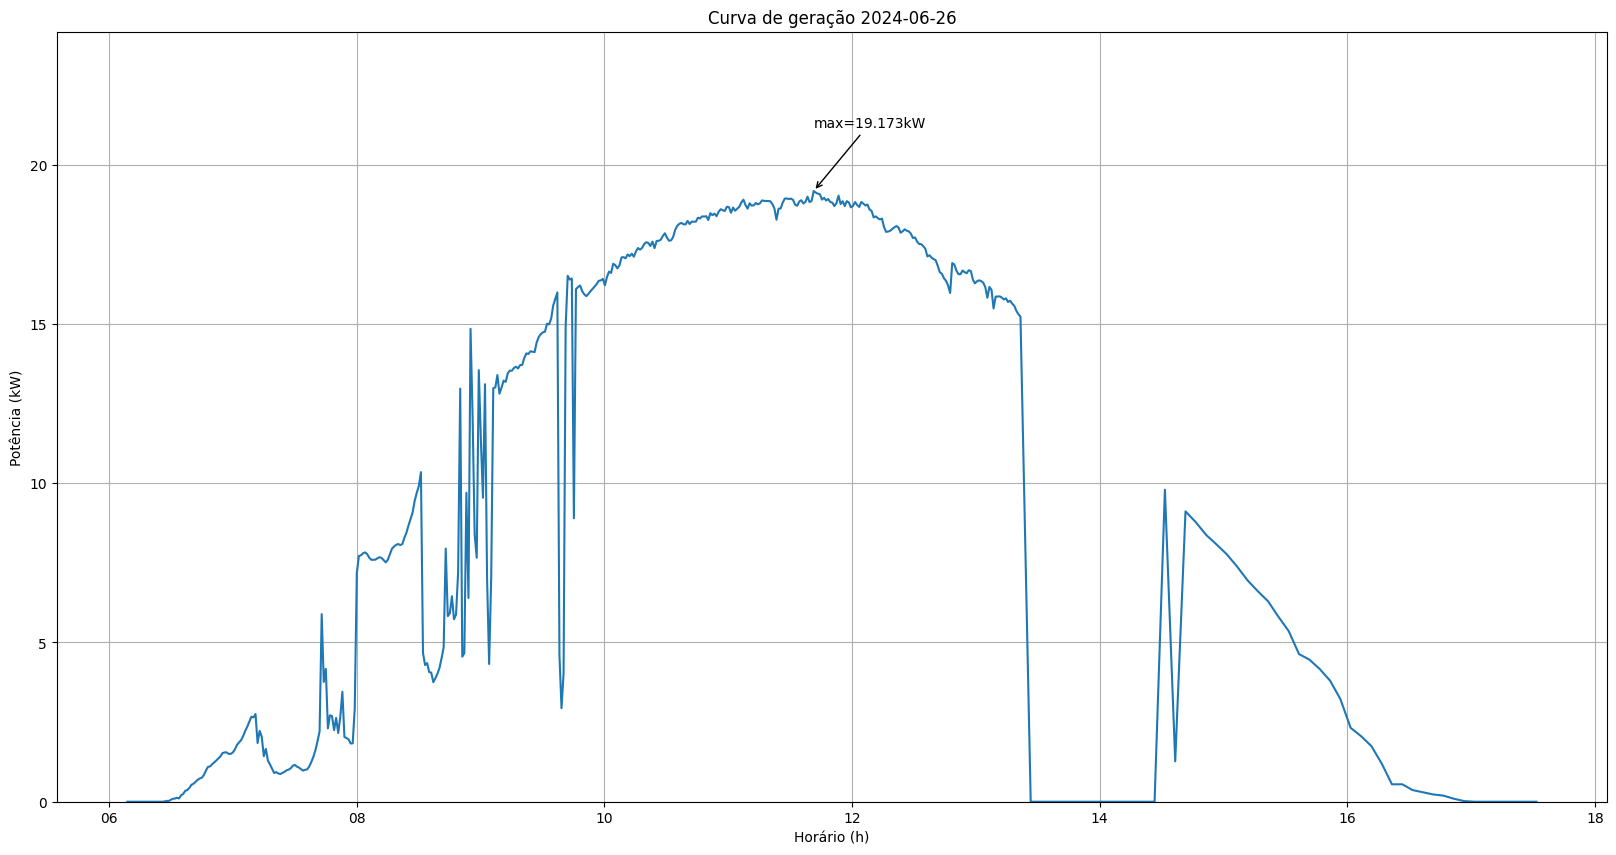 Curva de geração 2024-06-26
max=19.173kW
Potência (kW)
20
15
10
5
0
06 08 10 12 14 16 18
Horário (h)